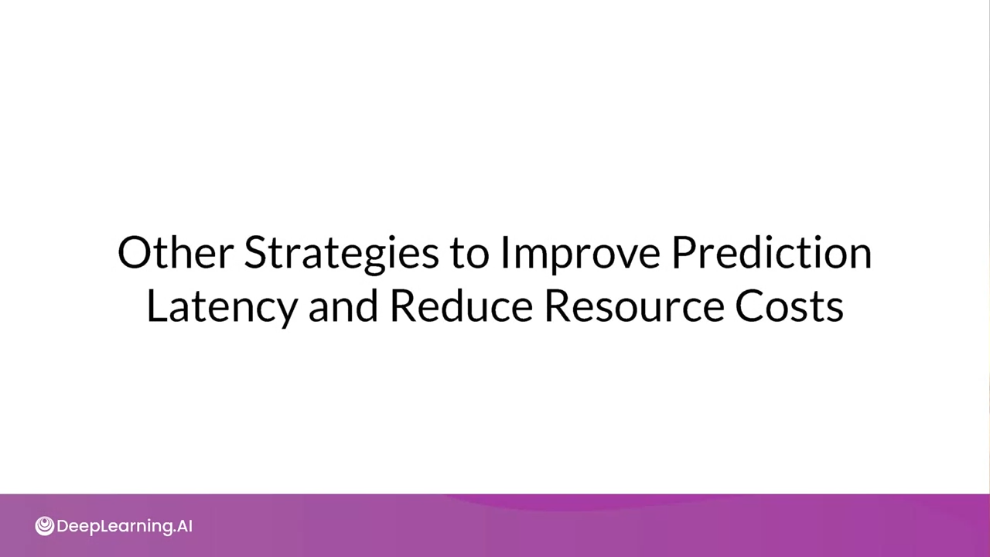 Other Strategies to Improve Prediction
Latency and Reduce Resource Costs
DeepLearning.AI